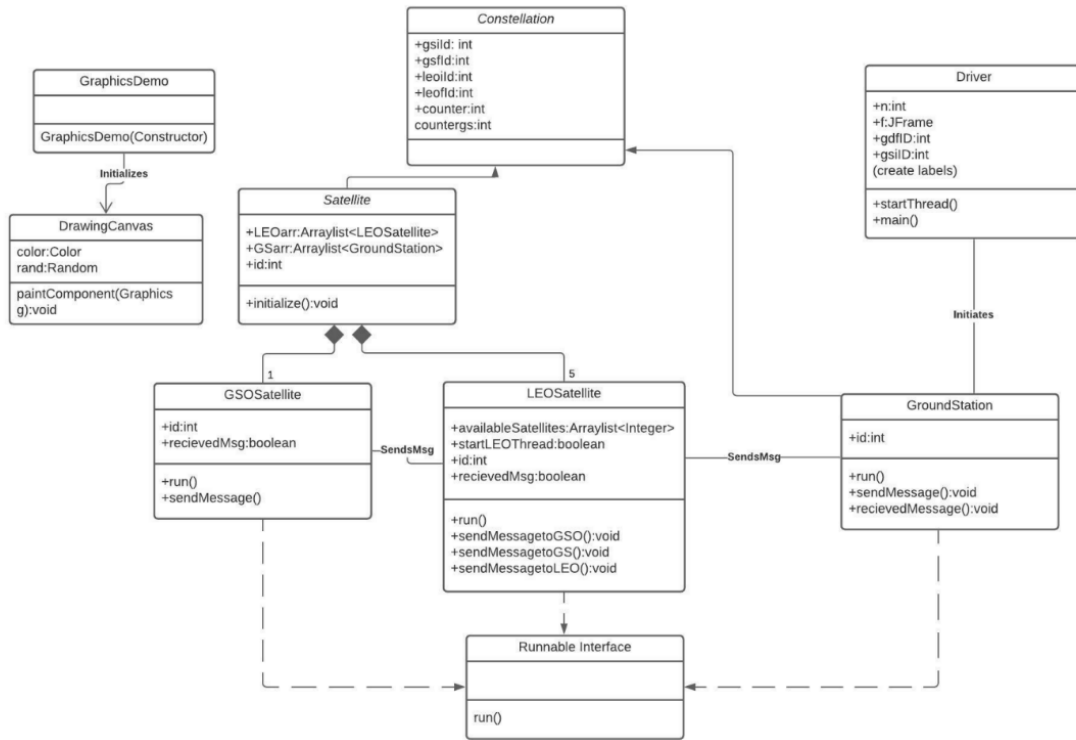 Constellation
+gsiId: int
+gsfId:int
+leoiId:int
+leofId:int
+counter:int
countergs:int
GraphicsDemo
GraphicsDemo(Constructor)
Initializes
DrawingCanvas
color:Color
rand:Random
paintComponent(Graphics
g):void
Satellite
+LEOarr:Arraylist<LEOSatellite>
+GSarr:Arraylist<GroundStation>
+id:int
+initialize():void
Driver
+n:int
+f:JFrame
+gdfID:int
+gsiID:int
(create labels)
+startThread()
+main()
Initiates
1
5
GSOSatellite
+id:int
+recievedMsg:boolean
+run()
+sendMessage()
SendsMsg
LEOSatellite
+availableSatellites:Arraylist<Integer>
+startLEOThread:boolean
+id:int
+recievedMsg:boolean
+run()
+sendMessagetoGSO():void
+sendMessagetoGS():void
+sendMessagetoLEO():void
SendsMsg
GroundStation
+id:int
+run()
+sendMessage():void
+recievedMessage():void
Runnable Interface
run()